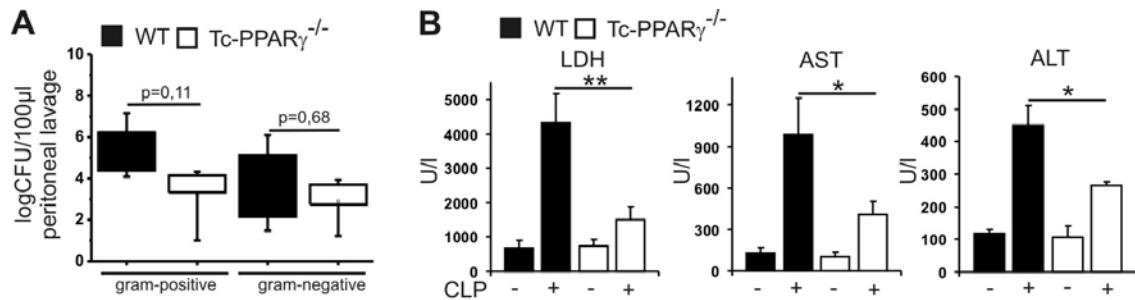 A
WT Tc-PPARγ-/-
logCFU/100µl
peritoneal lavage
10
8
6
4
2
0
p=0,11
p=0,68
gram-positive
gram-negative
B
WT Tc-PPARγ-/-
LDH
U/l
5000
4000
3000
2000
1000
0
**
CLP - + - +
AST
U/l
1200
900
600
300
0
*
- + - +
ALT
U/l
600
500
400
300
200
100
0
*
- + - +